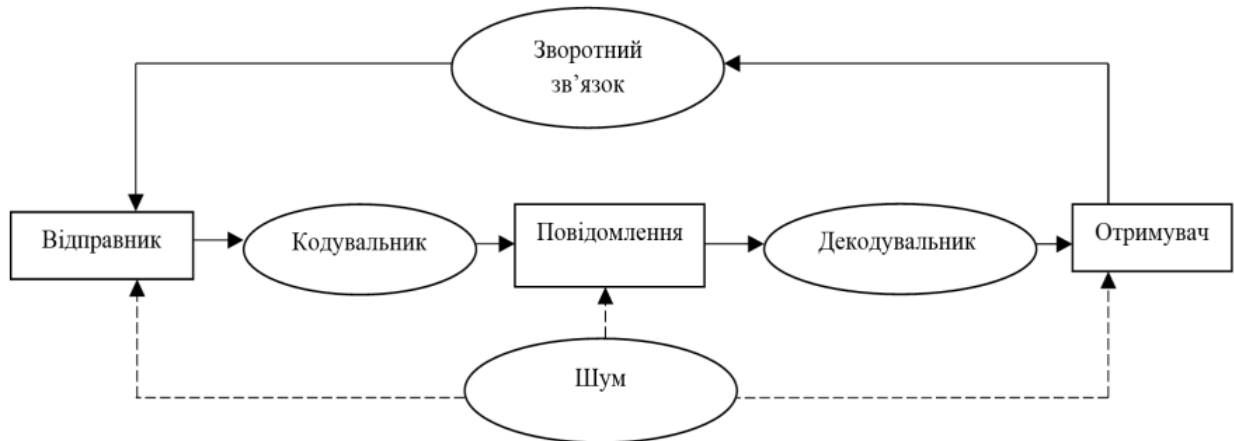 Зворотний
зв’язок
Відправник
Кодувальник
Повідомлення
Декодувальник
Отримувач
Шум